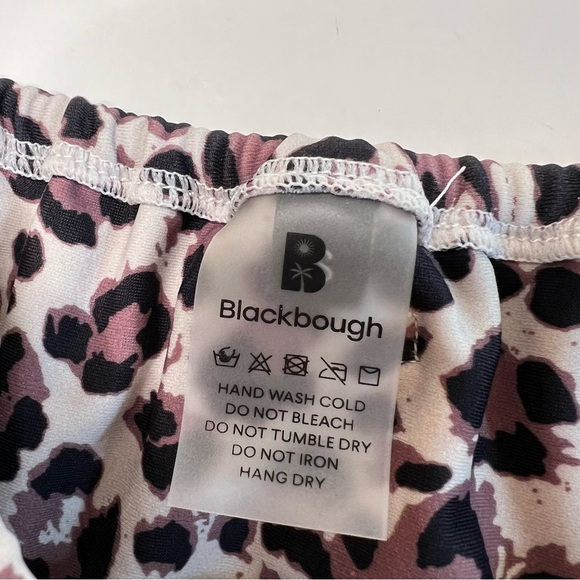 B
Blackbough
HAND WASH COLD
DO NOT BLEACH
DO NOT TUMBLE DRY
DO NOT IRON
HANG DRY